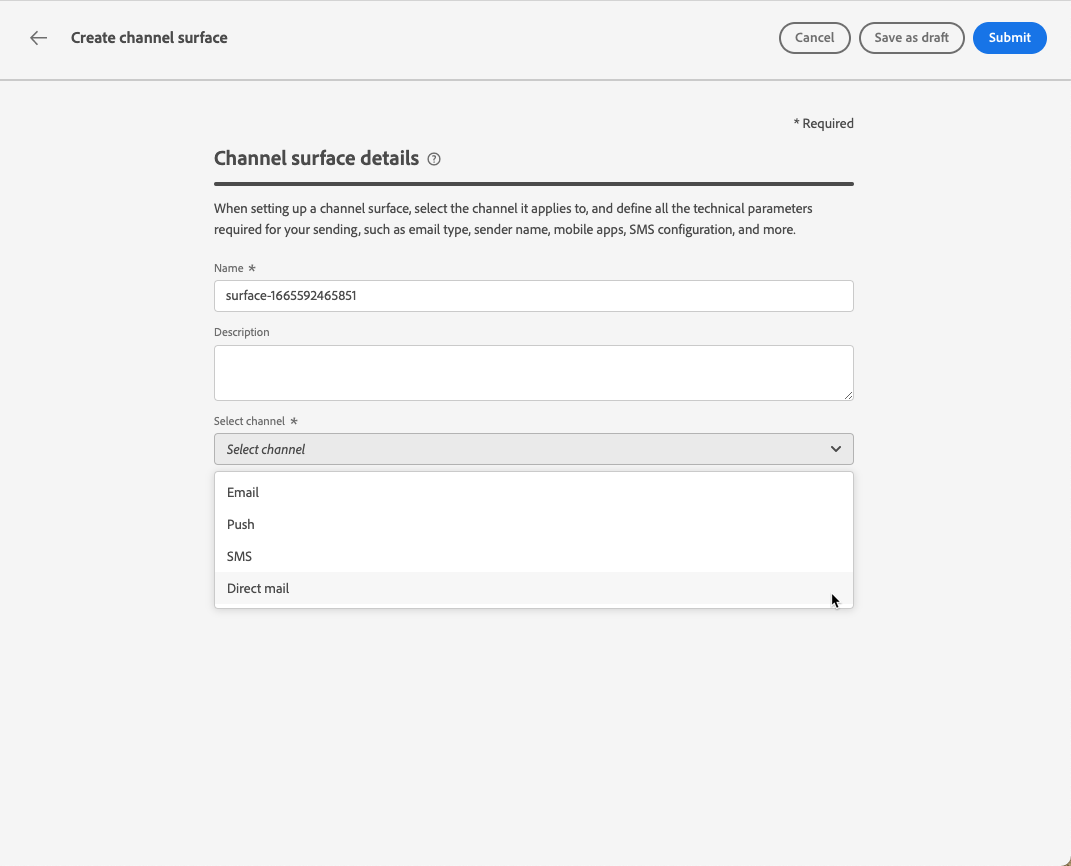 Create channel surface
Cancel
Save as draft
Submit
* Required
Channel surface details
When setting up a channel surface, select the channel it applies to, and define all the technical parameters
required for your sending, such as email type, sender name, mobile apps, SMS configuration, and more.
Name *
surface-1665592465851
Description
Select channel *
Select channel
Email
Push
SMS
Direct mail